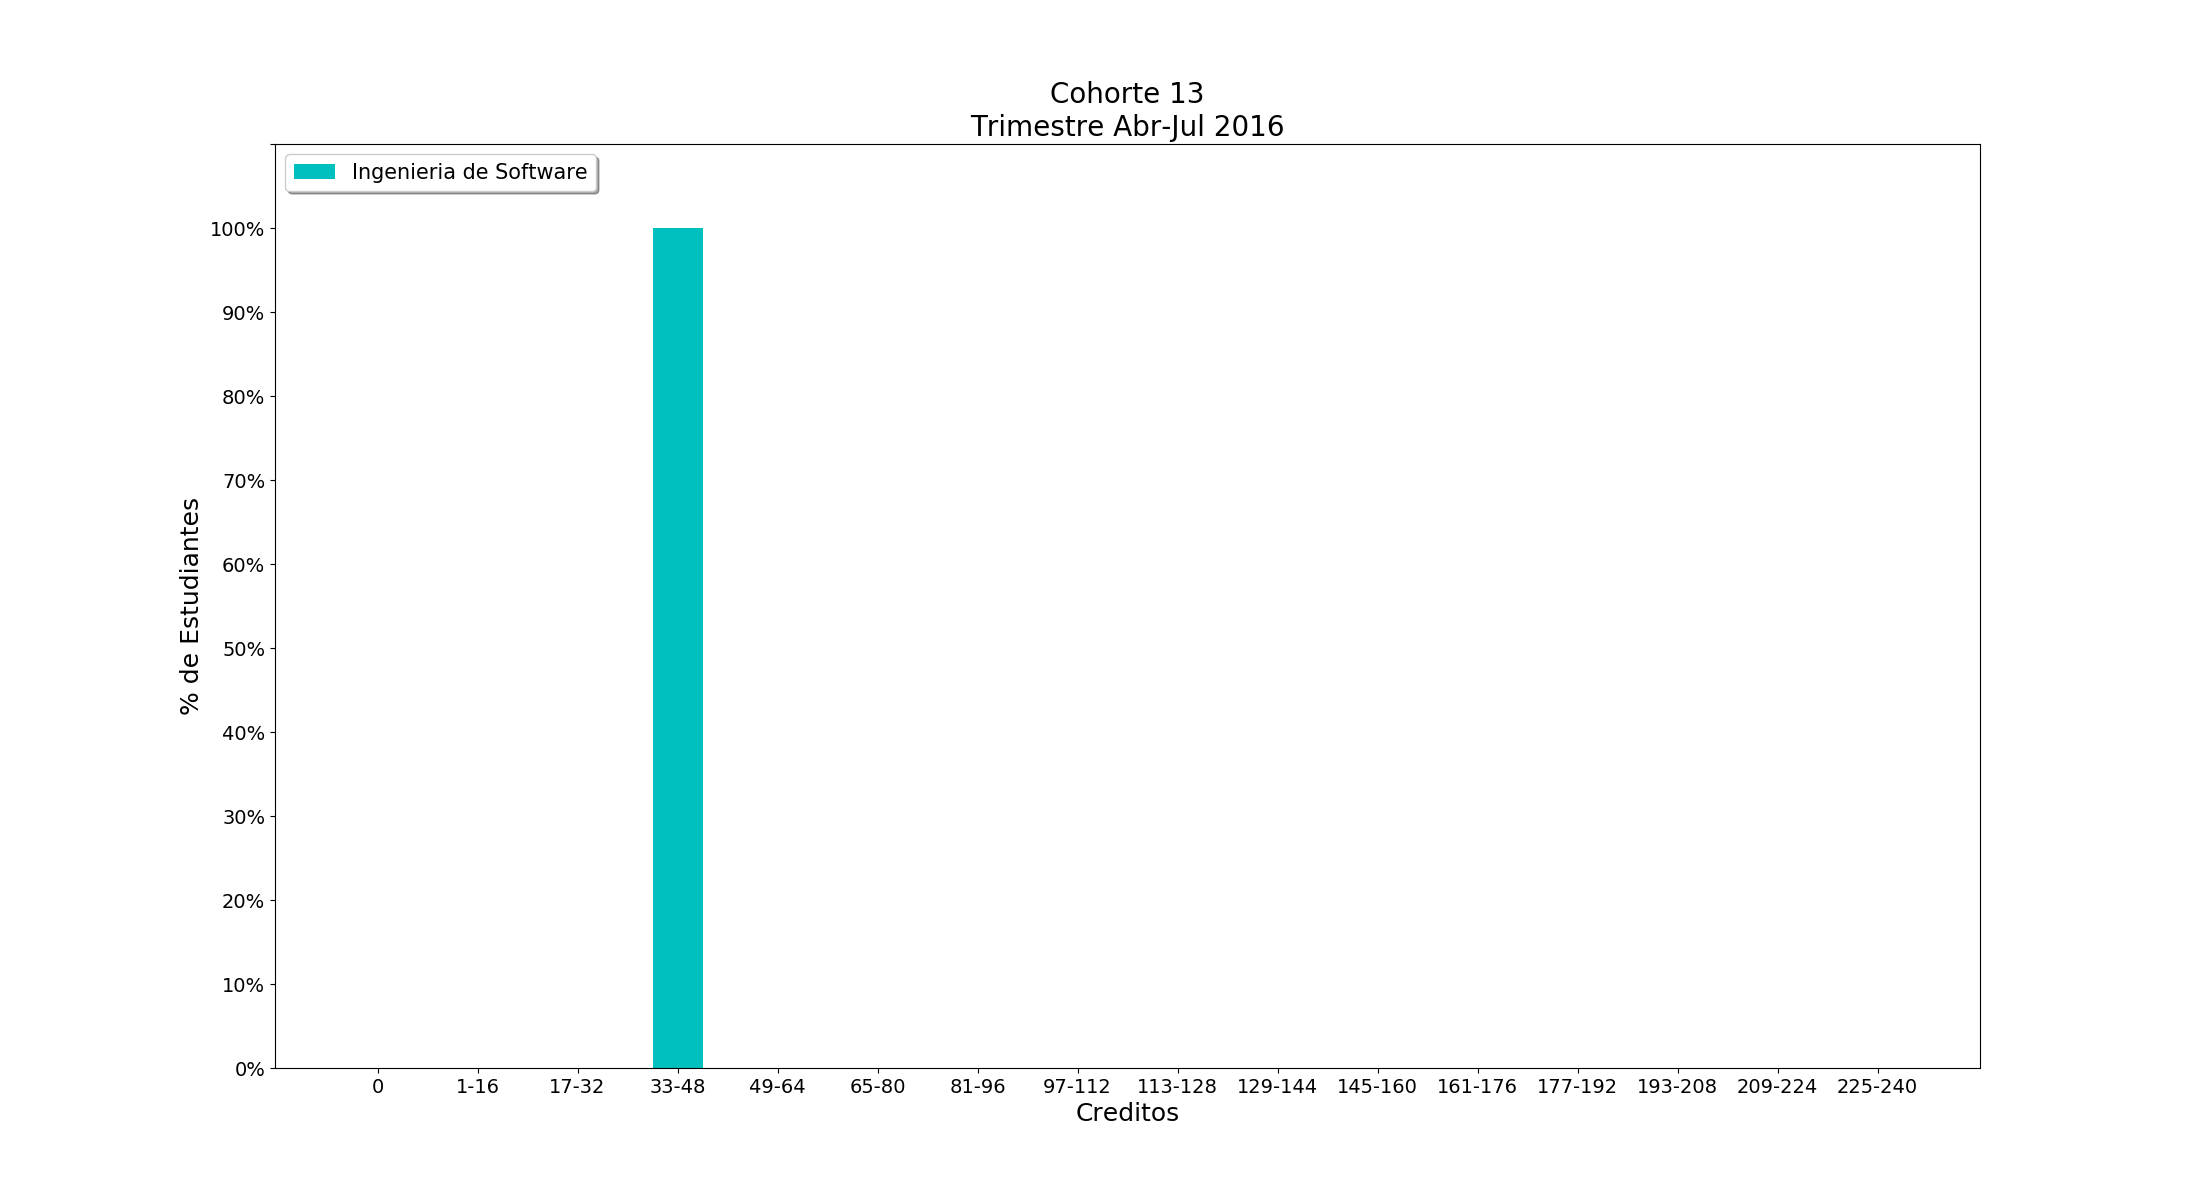 Cohorte 13
Trimestre Abr-Jul 2016
Ingenieria de Software
100%
90%
80%
70%
60%
50%
40%
30%
20%
10%
0%
% de Estudiantes
0 1-16 17-32 33-48 49-64 65-80 81-96 97-112 113-128 129-144 145-160 161-176 177-192 193-208 209-224 225-240
Creditos